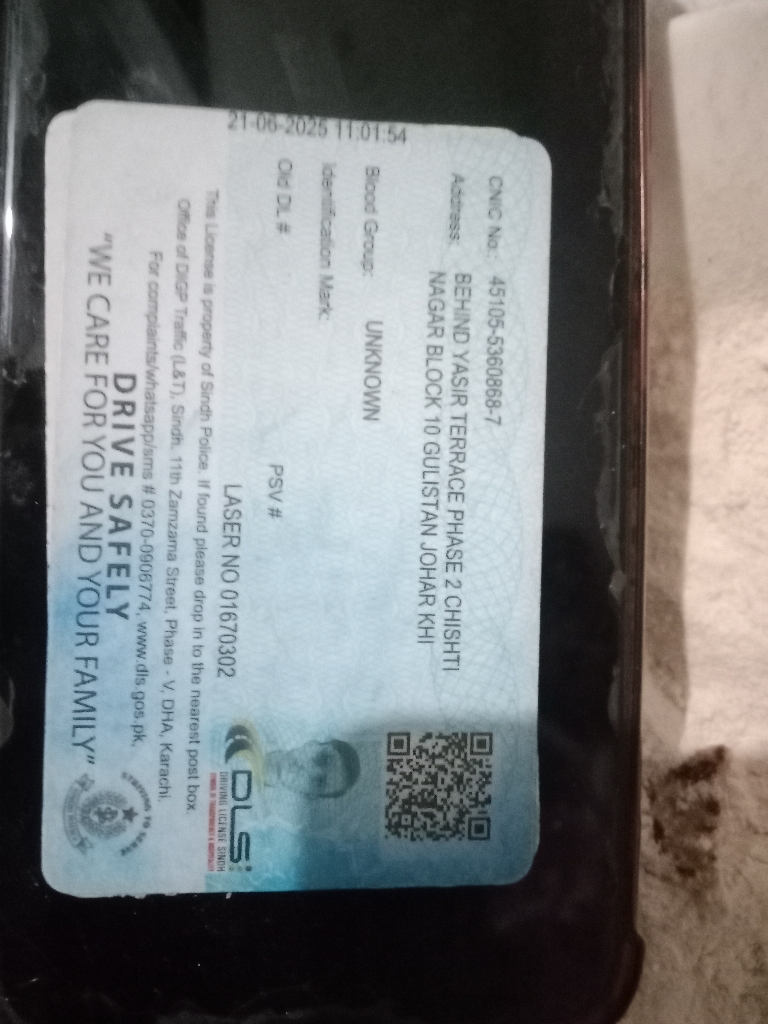 21-06-2025 11:01:54
CNIC No.: 45105-5360868-7
Address: BEHIND YASIR TERRACE PHASE 2 CHISHTI
NAGAR BLOCK 10 GULISTAN JOHAR KHI
Blood Group: UNKNOWN
Identification Mark:
Old DL # PSV #
LASER NO 01670302
This License is property of Sindh Police. If found please drop in to the nearest post box.
Office of DIGP Traffic (L&T), Sindh, 11th Zamzama Street, Phase - V, DHA, Karachi.
For complaints/whatsapp/sms # 0370-0906774, www.dls.gos.pk,
DRIVE SAFELY
"WE CARE FOR YOU AND YOUR FAMILY"
DLS
DRIVING LICENSE SINDH